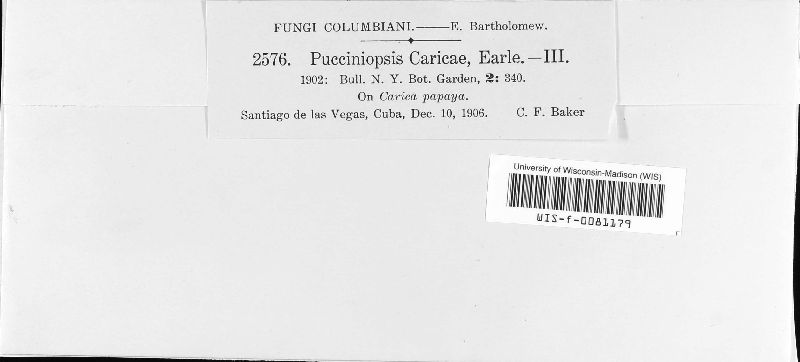 FUNGI COLUMBIANI.——E. Bartholomew.
2576. Pucciniopsis Caricae, Earle.—III.
1902: Bull. N. Y. Bot. Garden, 2: 340.
On Carica papaya.
Santiago de las Vegas, Cuba, Dec. 10, 1906. C. F. Baker
University of Wisconsin-Madison (WIS)
WIS-f-0081179